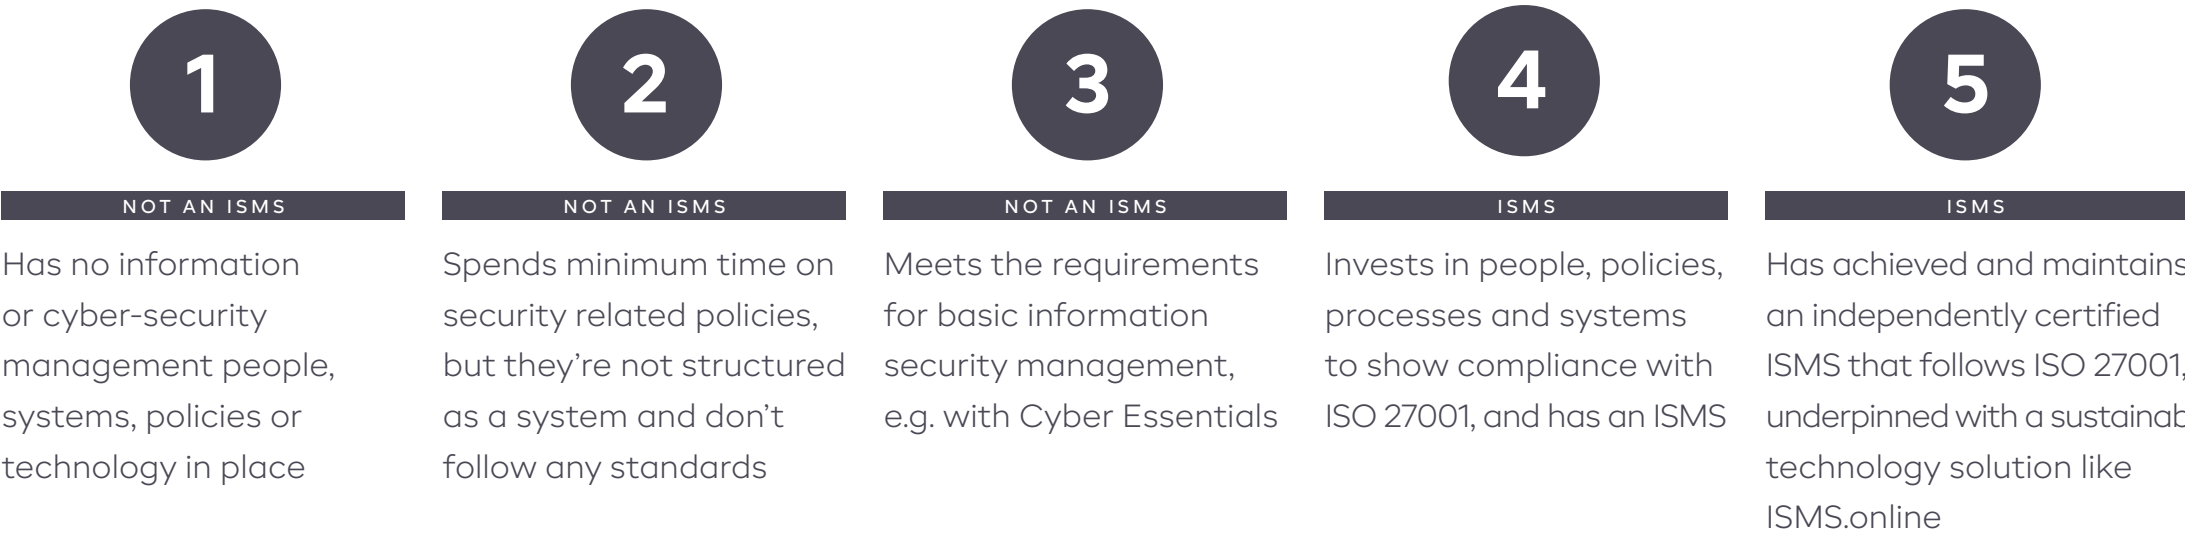 1
NOT AN ISMS
Has no information
or cyber-security
management people,
systems, policies or
technology in place
2
NOT AN ISMS
Spends minimum time on
security related policies,
but they’re not structured
as a system and don’t
follow any standards
3
NOT AN ISMS
Meets the requirements
for basic information
security management,
e.g. with Cyber Essentials
4
ISMS
Invests in people, policies,
processes and systems
to show compliance with
ISO 27001, and has an ISMS
5
ISMS
Has achieved and maintains
an independently certified
ISMS that follows ISO 27001,
underpinned with a sustainab
technology solution like
ISMS.online